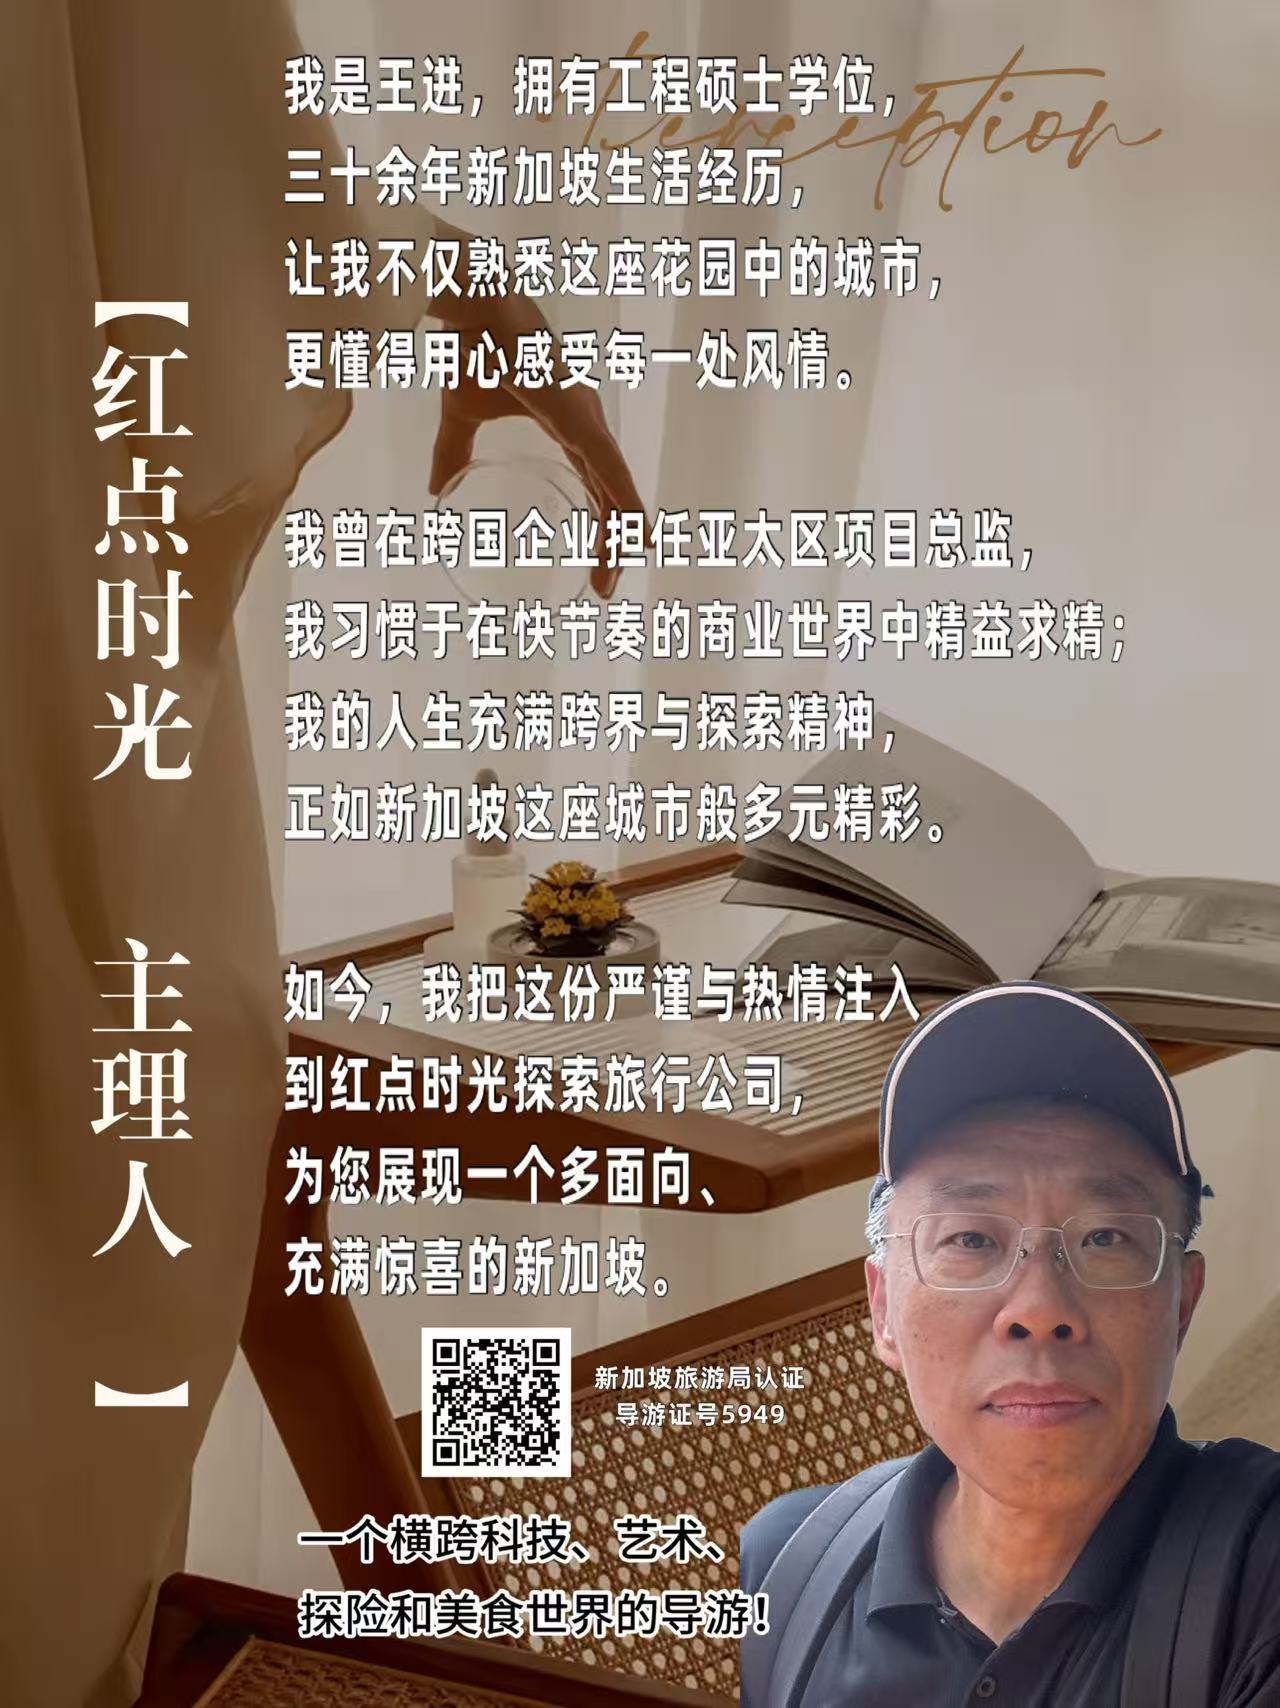 Perception
我是王进，拥有工程硕士学位，
三十余年新加坡生活经历，
让我不仅熟悉这座花园中的城市，
更懂得用心感受每一处风情。
【红点时光 主理人】
我曾在跨国企业担任亚太区项目总监，
我习惯于在快节奏的商业世界中精益求精；
我的人生充满跨界与探索精神，
正如新加坡这座城市般多元精彩。
如今，我把这份严谨与热情注入
到红点时光探索旅行公司，
为您展现一个多面向、
充满惊喜的新加坡。
新加坡旅游局认证
导游证号5949
一个横跨科技、艺术、
探险和美食世界的导游！